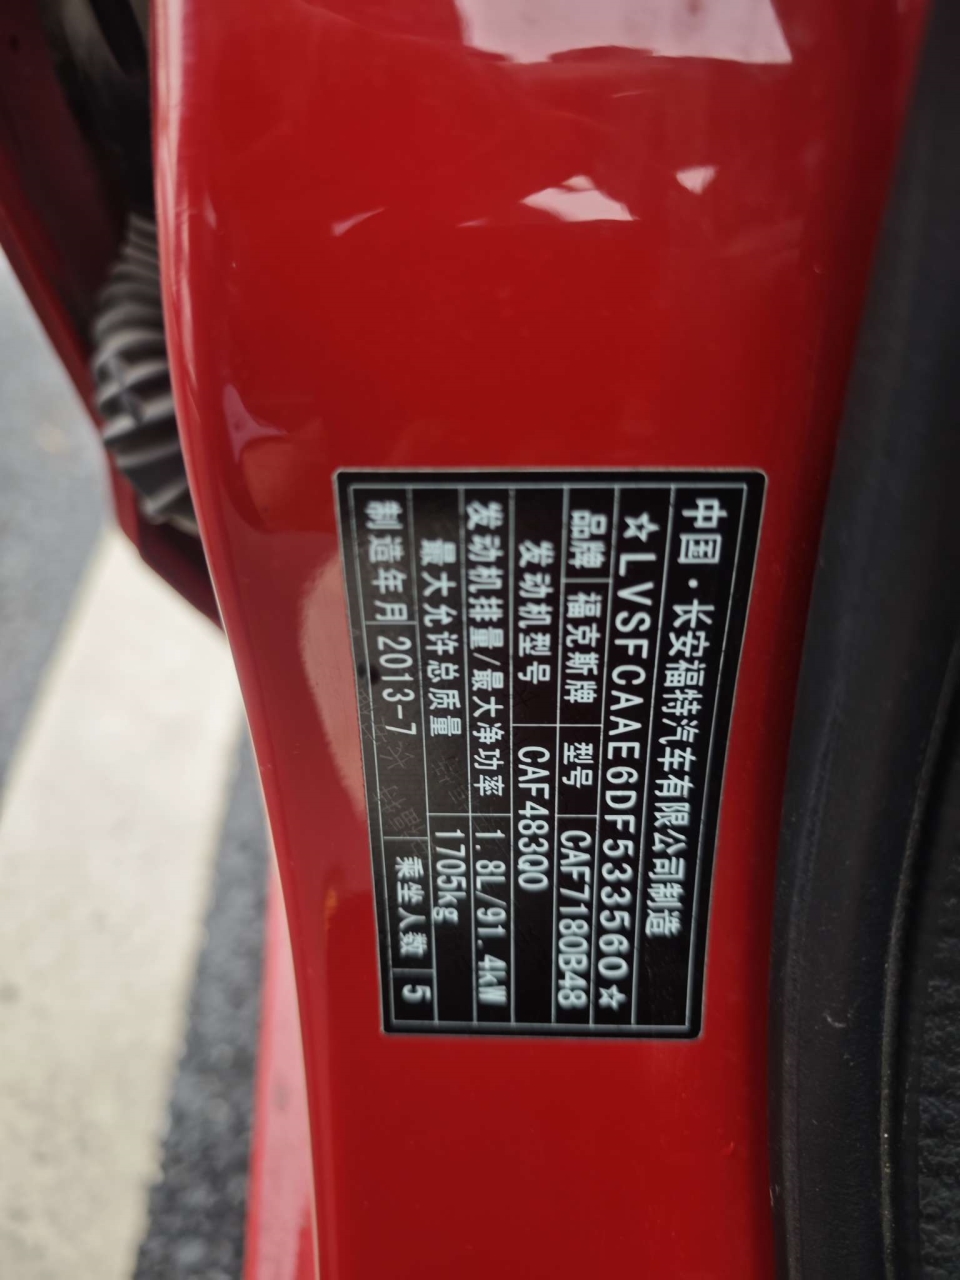 中国·长安福特汽车有限公司制造
☆LVSFCAAE6DF533560☆
品牌 福克斯牌 型号 CAF7180B48
发动机型号 CAF483Q0
发动机排量/最大净功率 1.8L/91.4kW
最大允许总质量 1705kg
制造年月 2013-7 乘坐人数 5